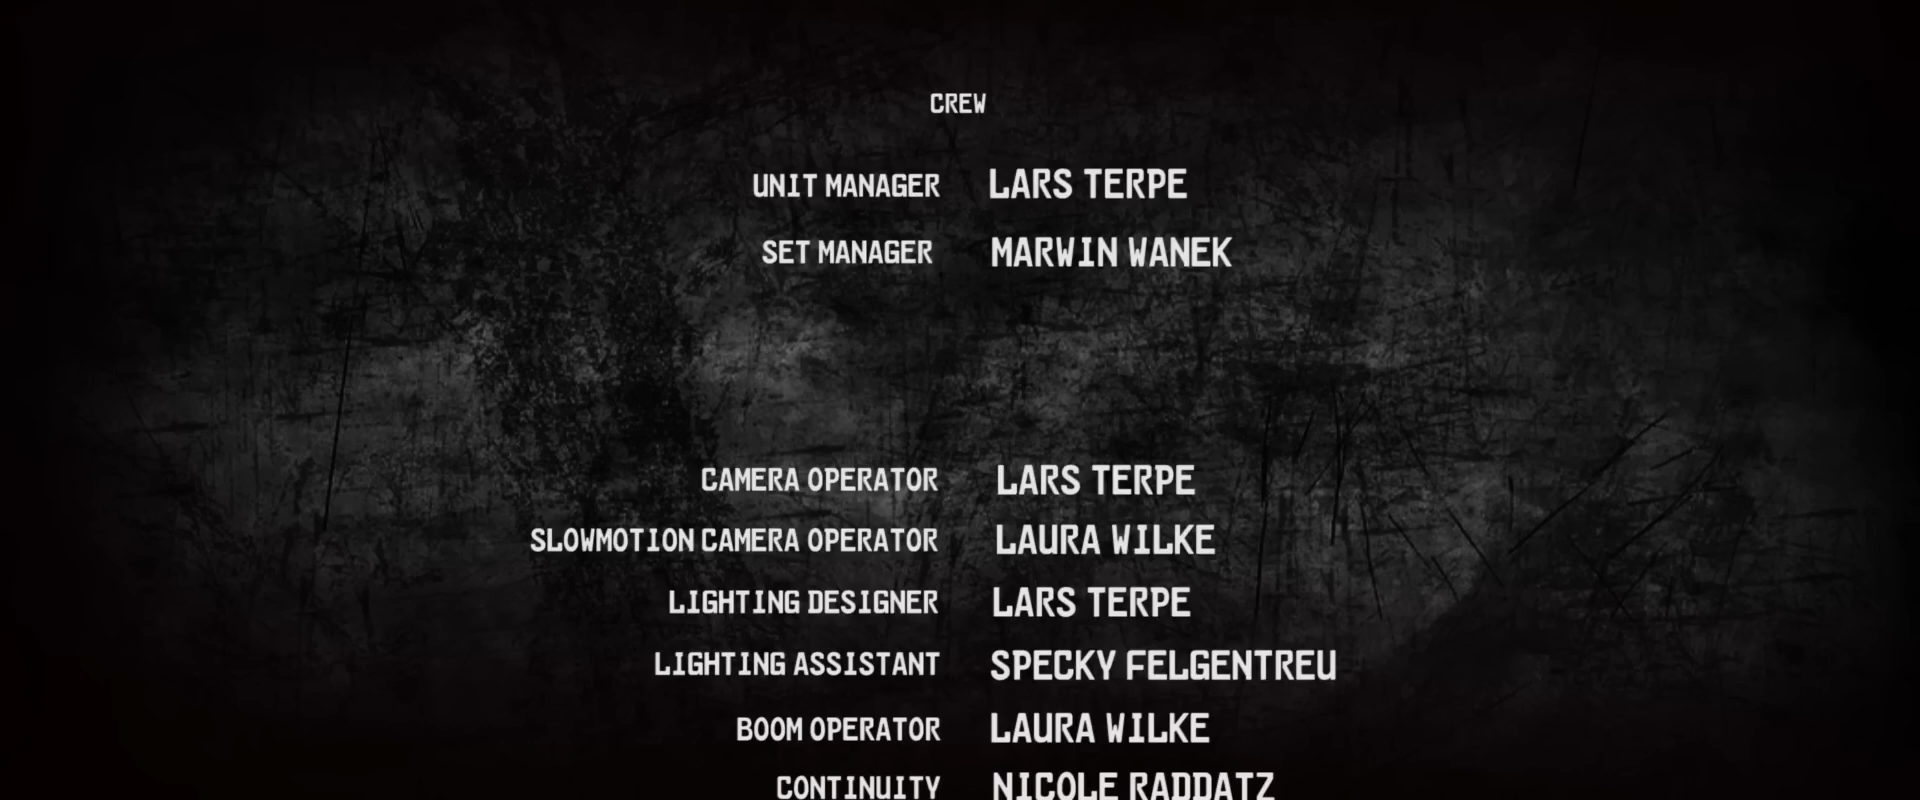 CREW
UNIT MANAGER LARS TERPE
SET MANAGER MARWIN WANEK
CAMERA OPERATOR LARS TERPE
SLOWMOTION CAMERA OPERATOR LAURA WILKE
LIGHTING DESIGNER LARS TERPE
LIGHTING ASSISTANT SPECKY FELGENTREU
BOOM OPERATOR LAURA WILKE
CONTINUITY NICOLE RADDATZ